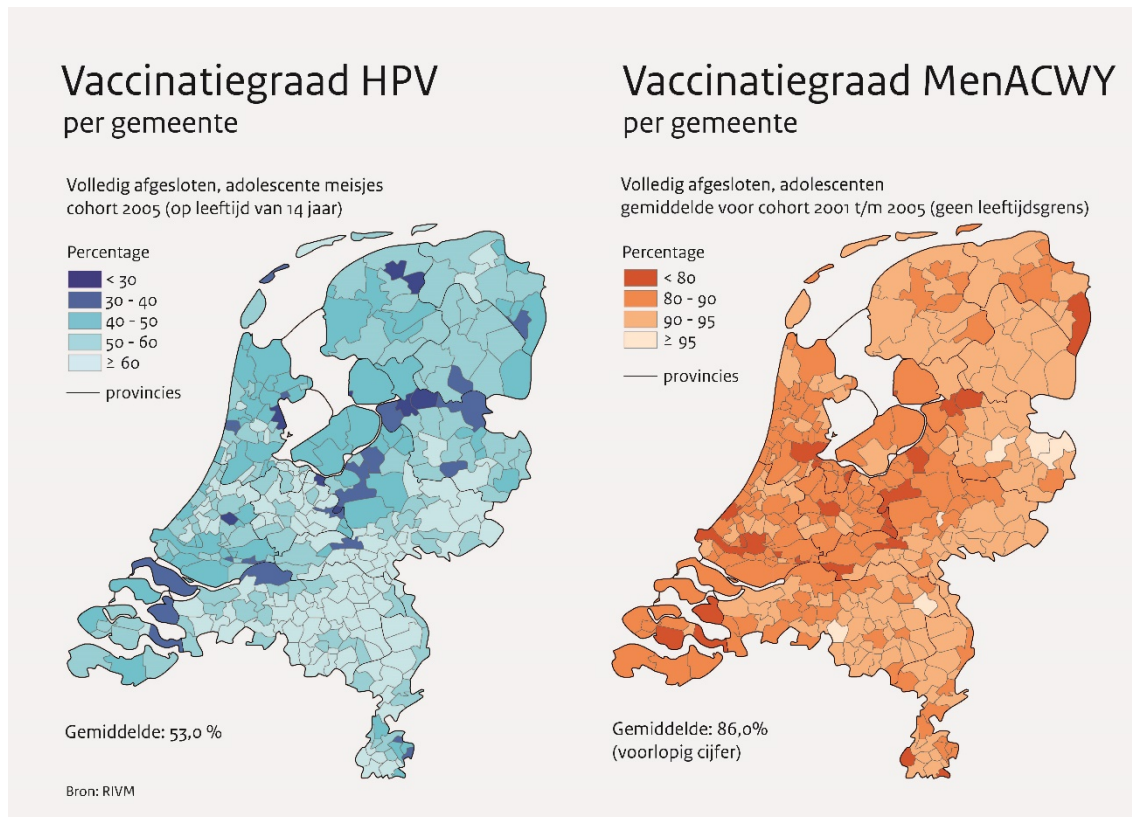 Vaccinatiegraad HPV
per gemeente
Volledig afgesloten, adolescente meisjes
cohort 2005 (op leeftijd van 14 jaar)
Percentage
< 30
30 - 40
40 - 50
50 - 60
≥ 60
provincies
Gemiddelde: 53,0 %
Bron: RIVM
Vaccinatiegraad MenACWY
per gemeente
Volledig afgesloten, adolescenten
gemiddelde voor cohort 2001 t/m 2005 (geen leeftijdsgrens)
Percentage
< 80
80 - 90
90 - 95
≥ 95
provincies
Gemiddelde: 86,0%
(voorlopig cijfer)